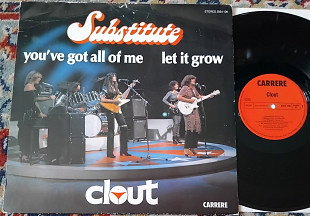 Substitute
you've got all of me let it grow
clout
CARRERE
CARRERE
Clout